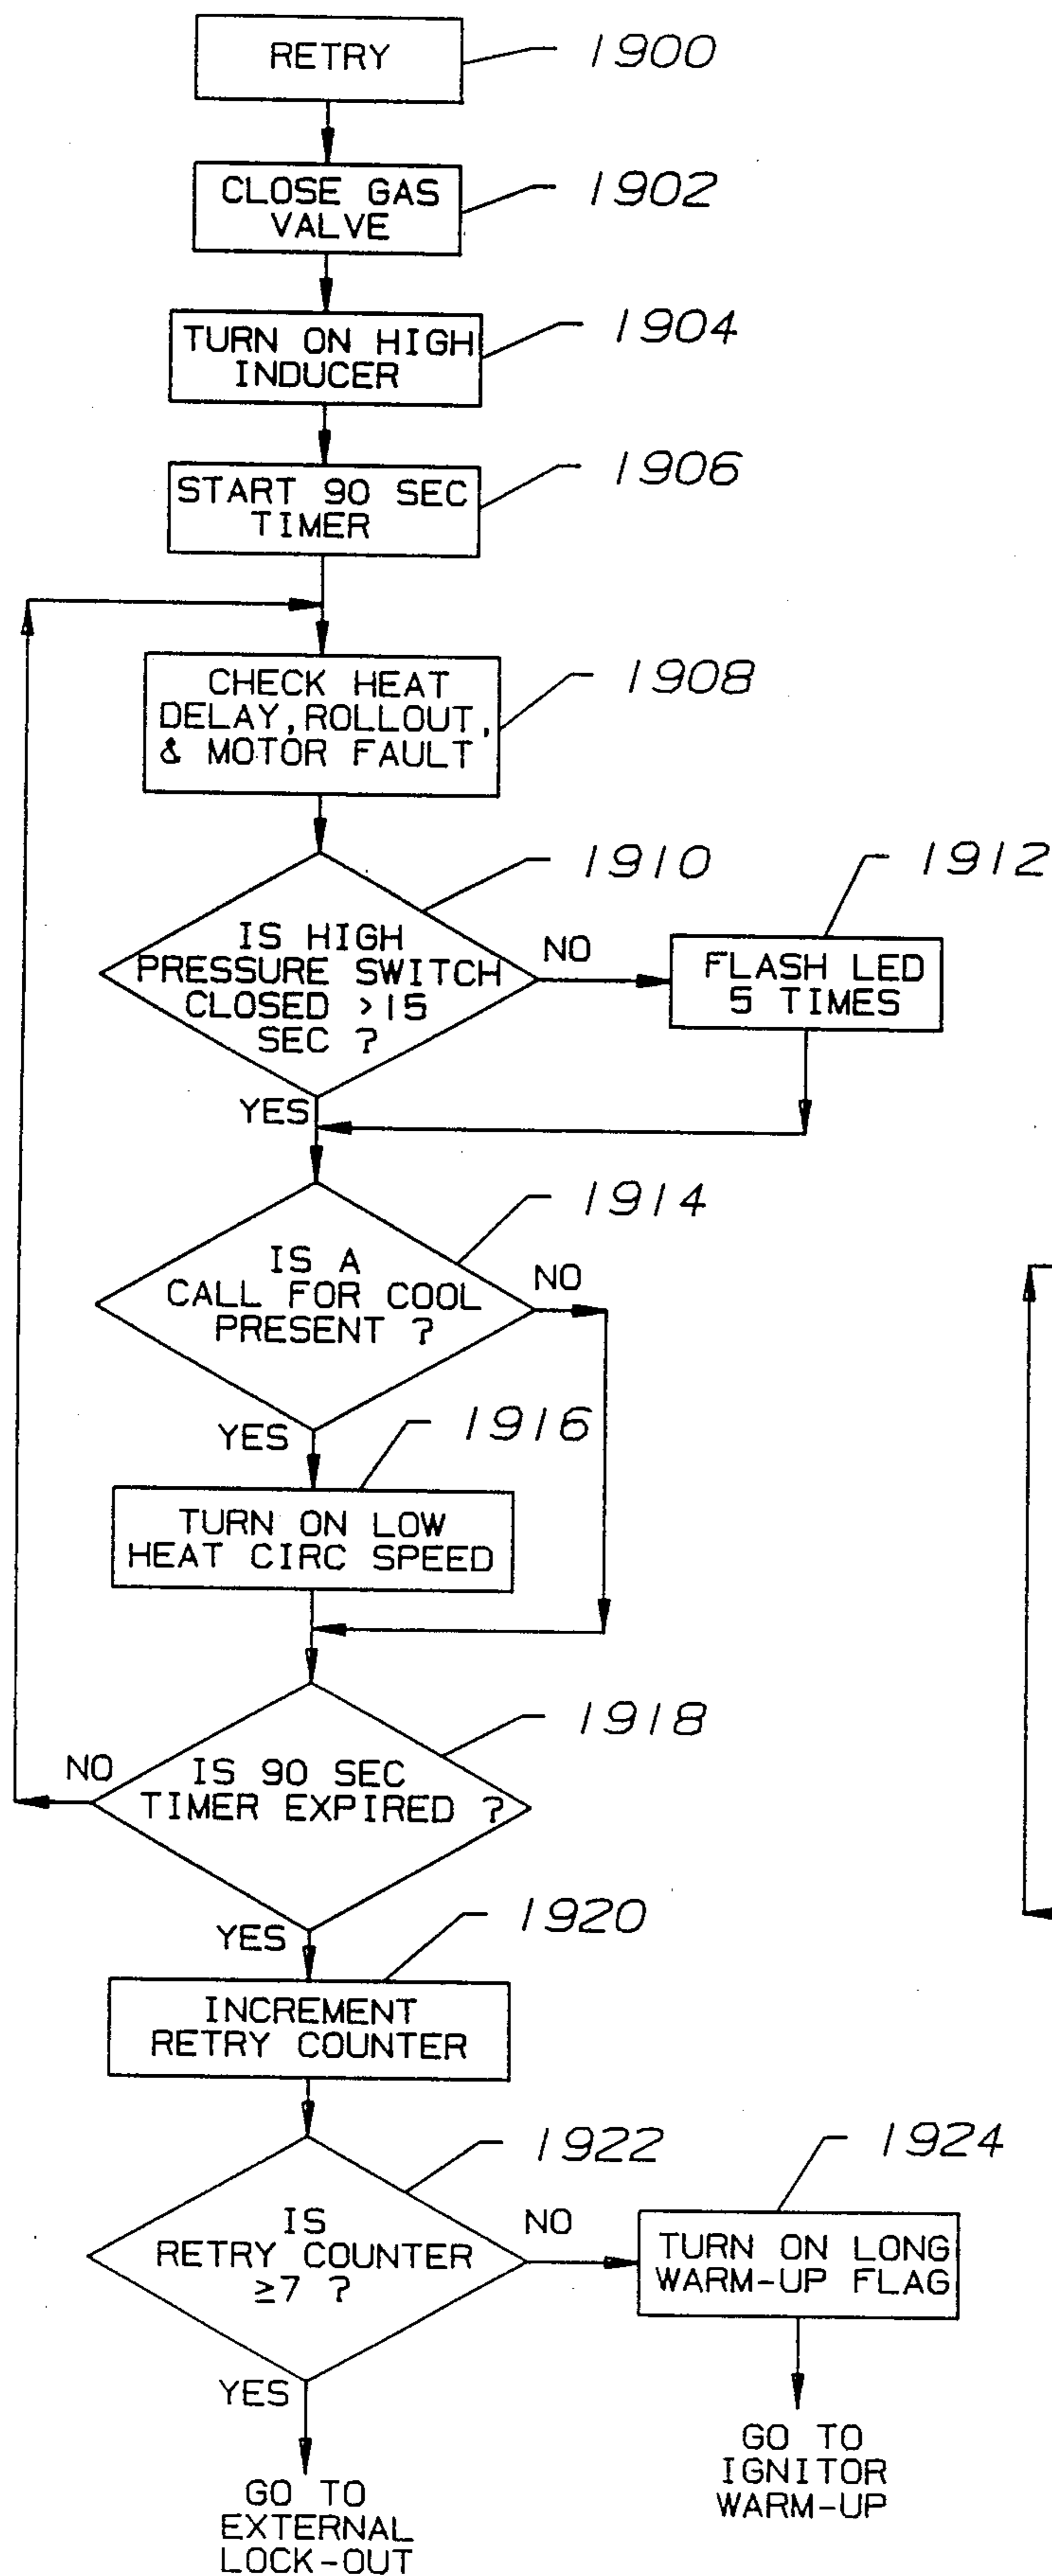 RETRY
1900
CLOSE GAS
VALVE
1902
TURN ON HIGH
INDUCER
1904
START 90 SEC
TIMER
1906
CHECK HEAT
DELAY, ROLLOUT,
& MOTOR FAULT
1908
IS HIGH
PRESSURE SWITCH
CLOSED >15
SEC ?
1910
NO
FLASH LED
5 TIMES
1912
YES
IS A
CALL FOR COOL
PRESENT ?
1914
NO
YES
TURN ON LOW
HEAT CIRC SPEED
1916
IS 90 SEC
TIMER EXPIRED ?
1918
NO
YES
INCREMENT
RETRY COUNTER
1920
IS
RETRY COUNTER
≥7 ?
1922
NO
TURN ON LONG
WARM-UP FLAG
1924
YES
GO TO
EXTERNAL
LOCK-OUT
GO TO
IGNITOR
WARM-UP